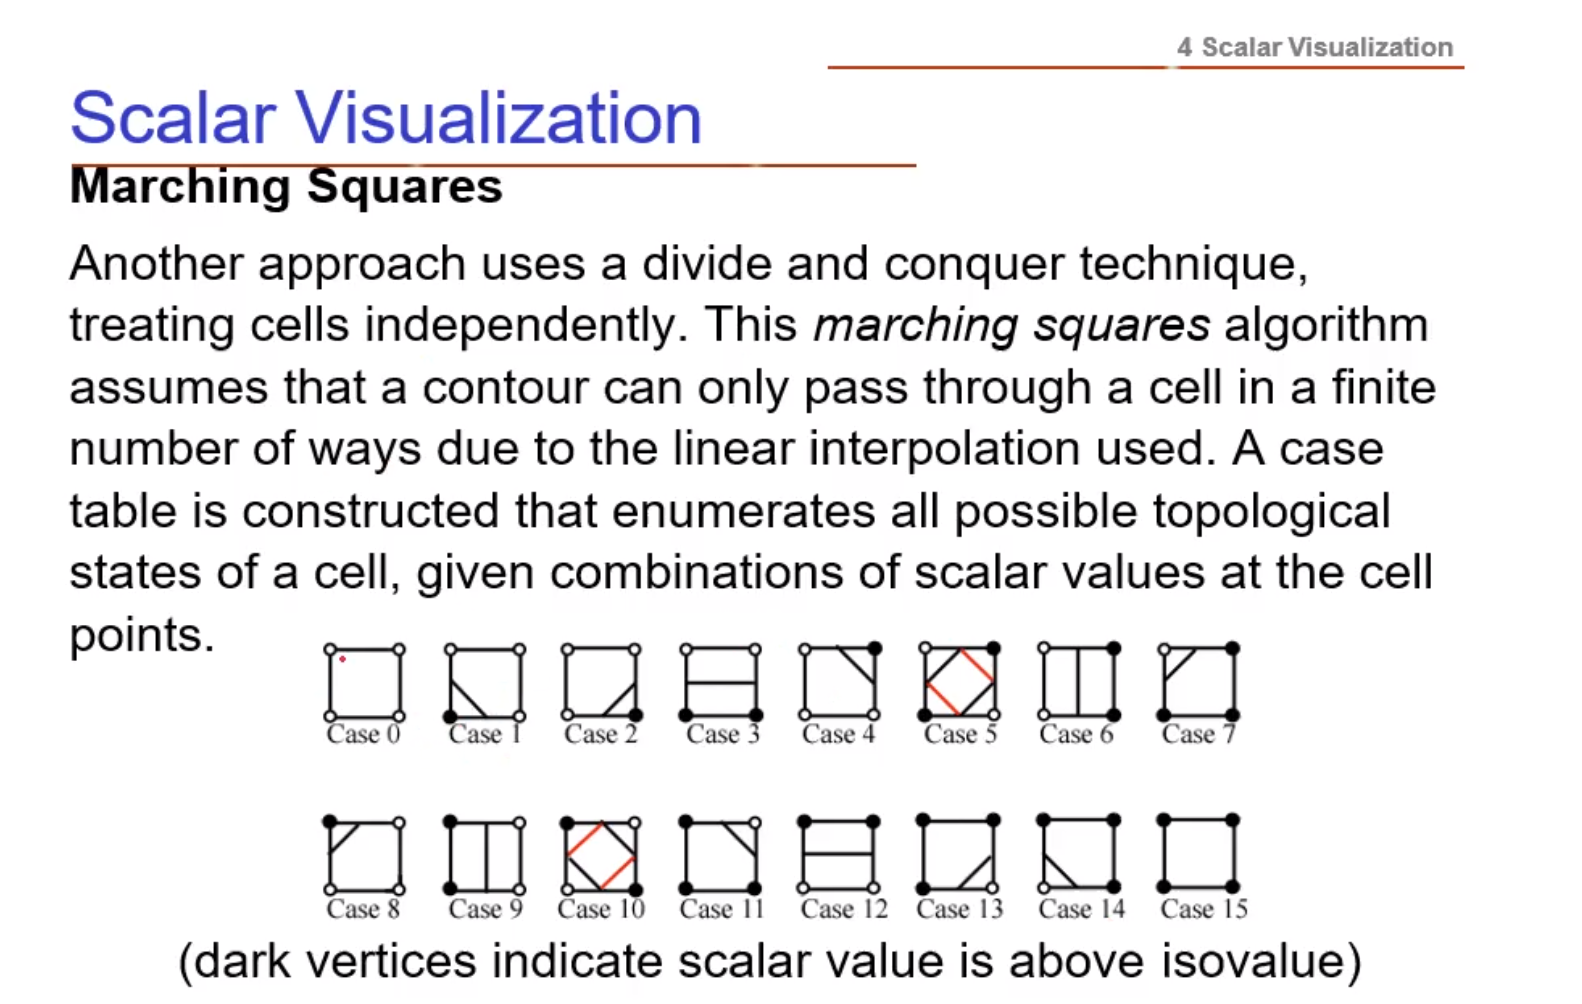 4 Scalar Visualization
Scalar Visualization
Marching Squares
Another approach uses a divide and conquer technique,
treating cells independently. This marching squares algorithm
assumes that a contour can only pass through a cell in a finite
number of ways due to the linear interpolation used. A case
table is constructed that enumerates all possible topological
states of a cell, given combinations of scalar values at the cell
points.
Case 0 Case 1 Case 2 Case 3 Case 4 Case 5 Case 6 Case 7
Case 8 Case 9 Case 10 Case 11 Case 12 Case 13 Case 14 Case 15
(dark vertices indicate scalar value is above isovalue)